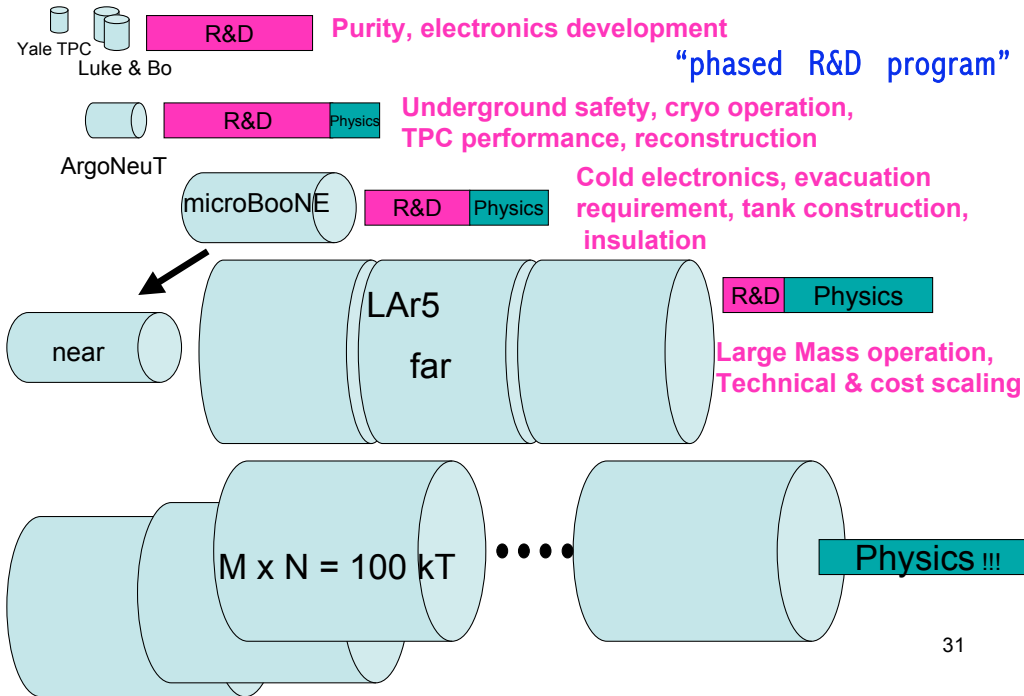 R&D
Purity, electronics development
Yale TPC
Luke & Bo
“phased R&D program”
R&D
Physics
Underground safety, cryo operation,
TPC performance, reconstruction
ArgoNeuT
microBooNE
R&D
Physics
Cold electronics, evacuation
requirement, tank construction,
insulation
LAr5
far
near
R&D
Physics
Large Mass operation,
Technical & cost scaling
M x N = 100 kT
Physics !!!
31